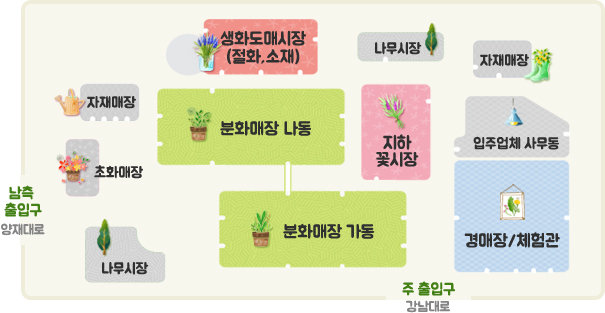 생화도매시장
(절화,소재)
나무시장
자재매장
자재매장
분화매장 나동
지하
꽃시장
입주업체 사무동
초화매장
남측
출입구
양재대로
분화매장 가동
경매장/체험관
나무시장
주 출입구
강남대로